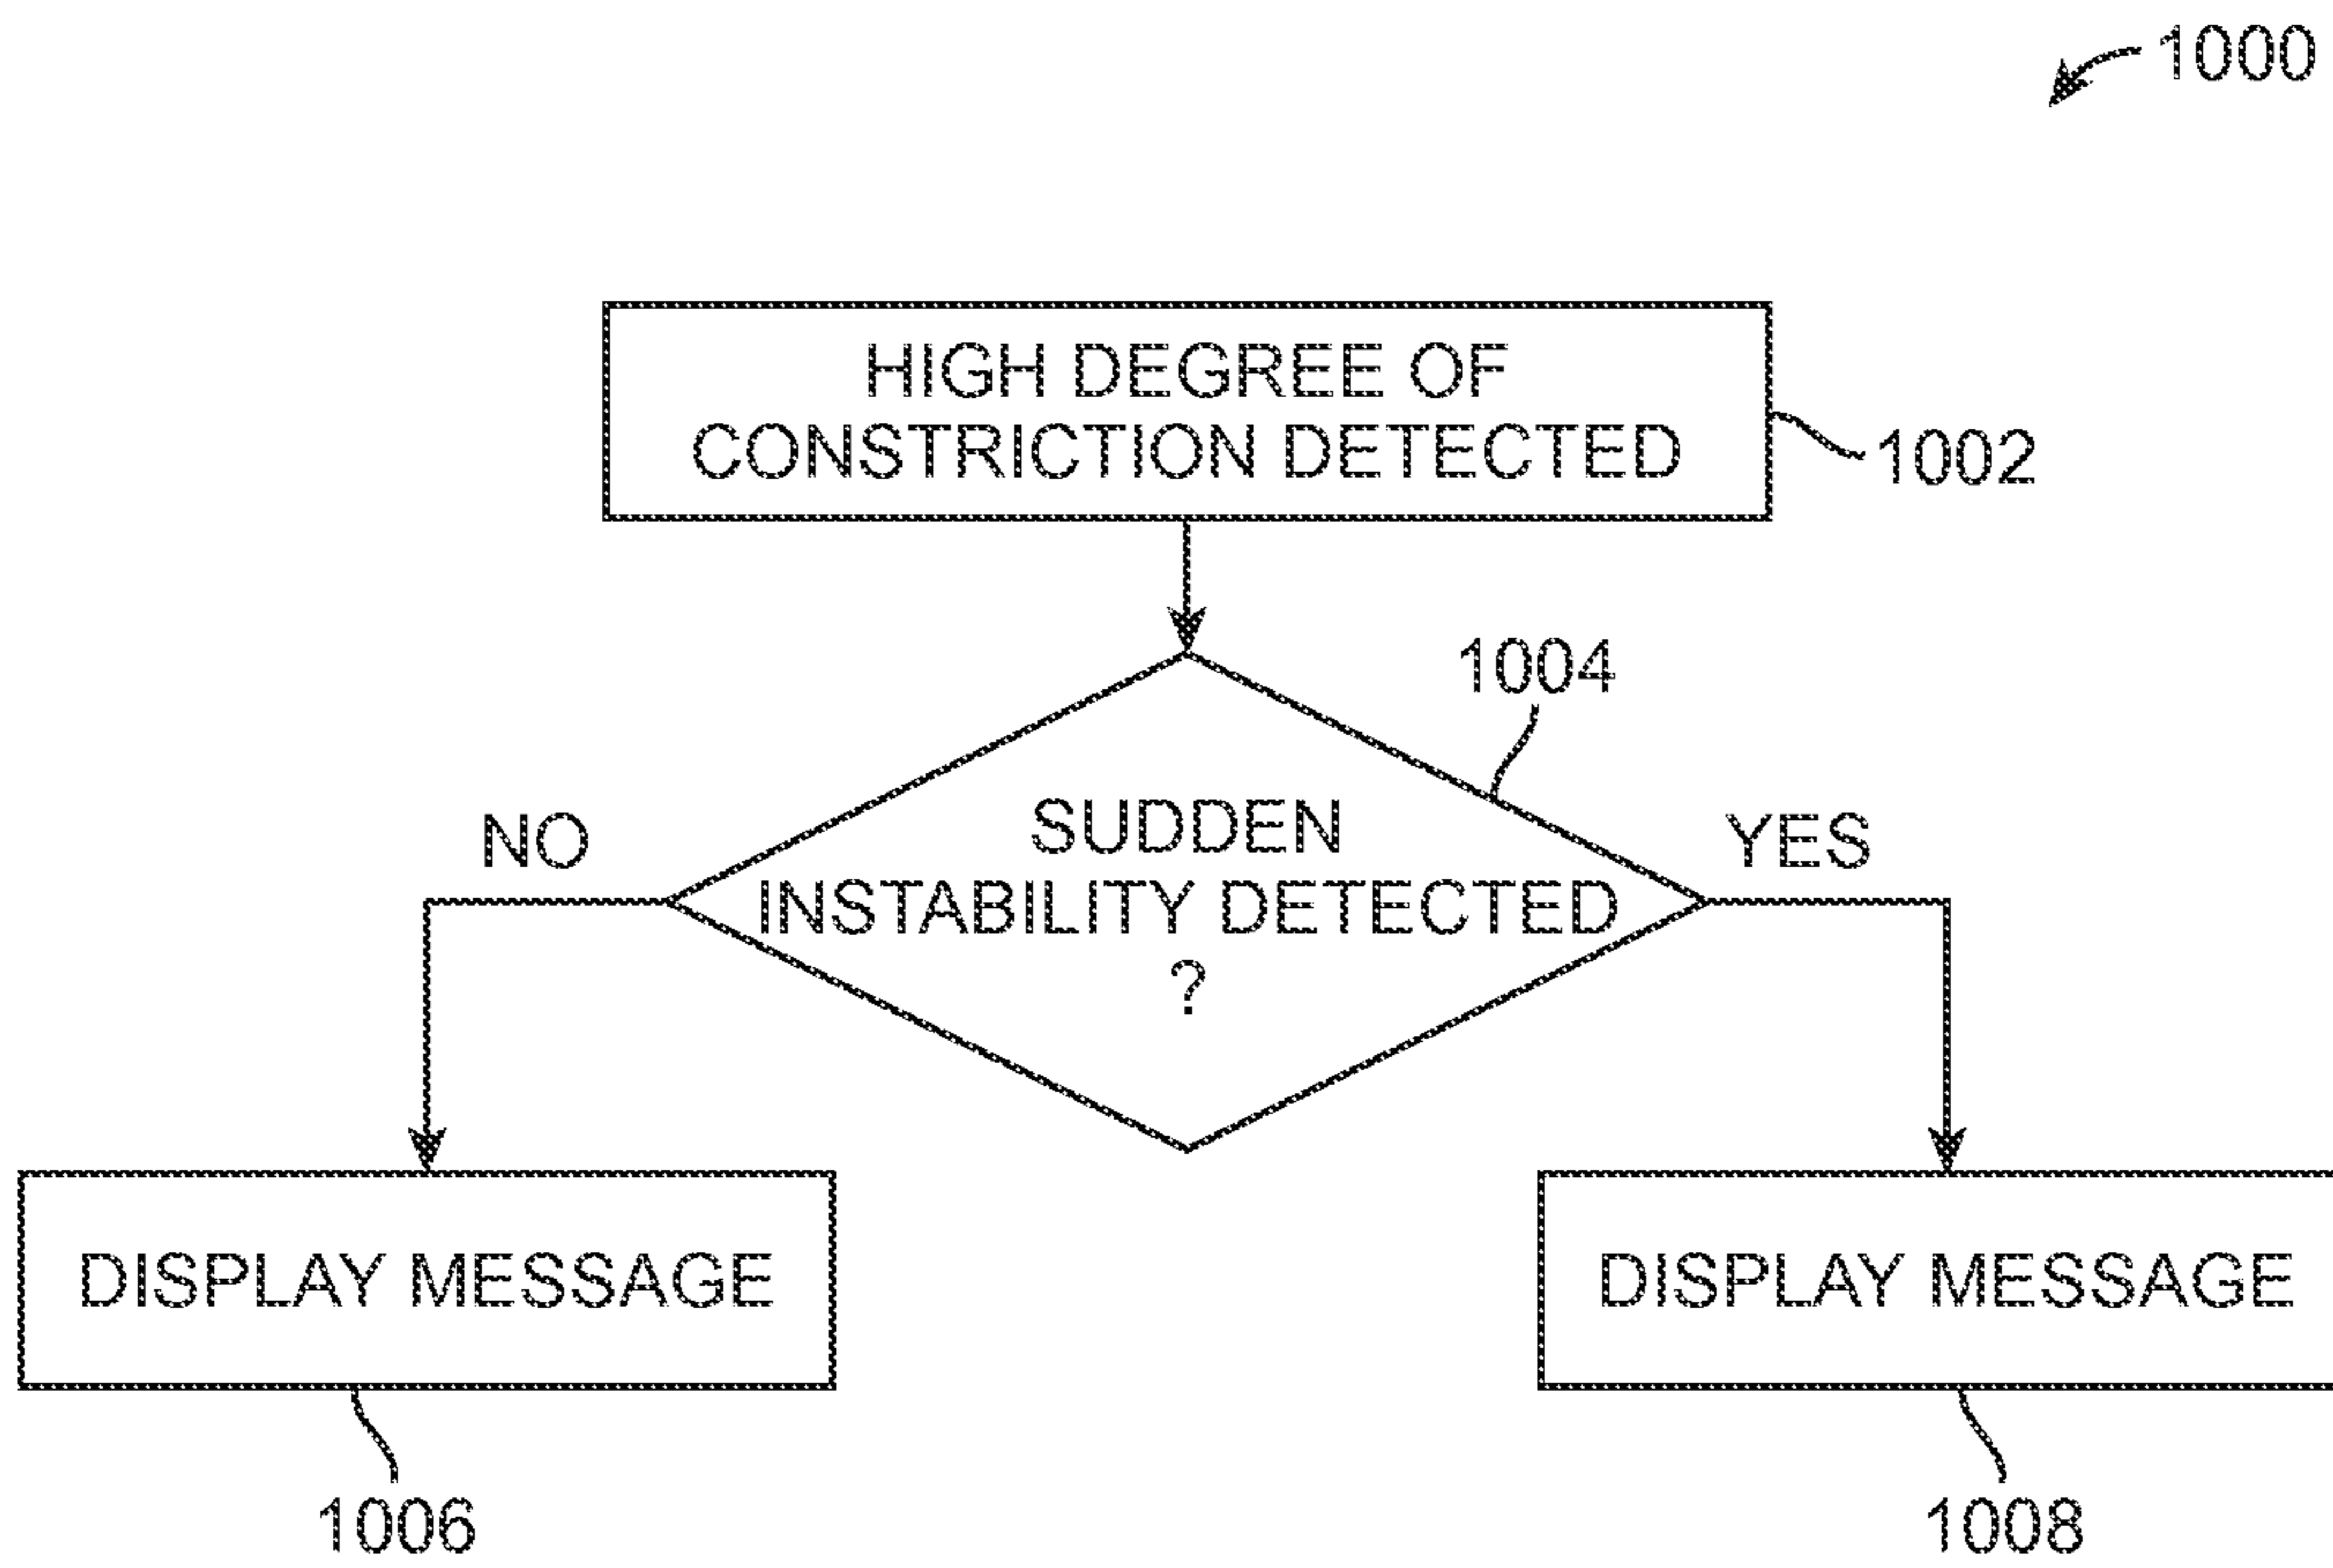 1000
HIGH DEGREE OF
CONSTRICTION DETECTED
1002
1004
SUDDEN
INSTABILITY DETECTED
?
NO
YES
DISPLAY MESSAGE
DISPLAY MESSAGE
1006
1008